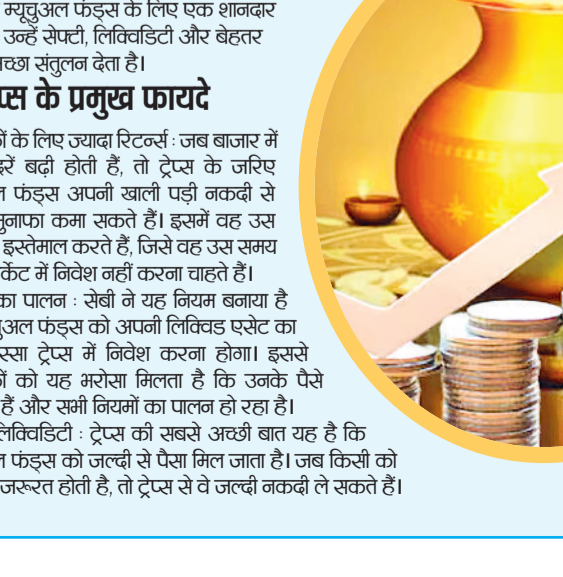 म्यूचुअल फंड्स के लिए एक शानदार
उन्हें सेफ्टी, लिक्विडिटी और बेहतर
च्छा संतुलन देता है।
प्स के प्रमुख फायदे
ों के लिए ज्यादा रिटर्न्स : जब बाजार में
रें बढ़ी होती हैं, तो ट्रेप्स के जरिए
ल फंड्स अपनी खाली पड़ी नकदी से
मुनाफा कमा सकते हैं। इसमें वह उस
इस्तेमाल करते हैं, जिसे वह उस समय
र्केट में निवेश नहीं करना चाहते हैं।
का पालन : सेबी ने यह नियम बनाया है
चुअल फंड्स को अपनी लिक्विड एसेट का
स्सा ट्रेप्स में निवेश करना होगा। इससे
ों को यह भरोसा मिलता है कि उनके पैसे
हैं और सभी नियमों का पालन हो रहा है।
लिक्विडिटी : ट्रेप्स की सबसे अच्छी बात यह है कि
ल फंड्स को जल्दी से पैसा मिल जाता है। जब किसी को
जरूरत होती है, तो ट्रेप्स से वे जल्दी नकदी ले सकते हैं।